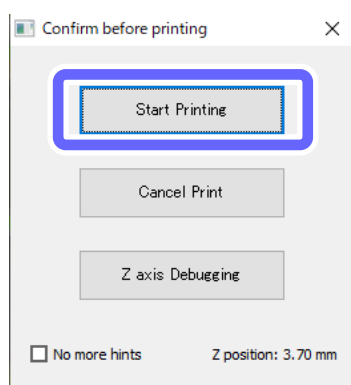 Confirm before printing
Start Printing
Cancel Print
Z axis Debugging
No more hints Z position: 3.70 mm